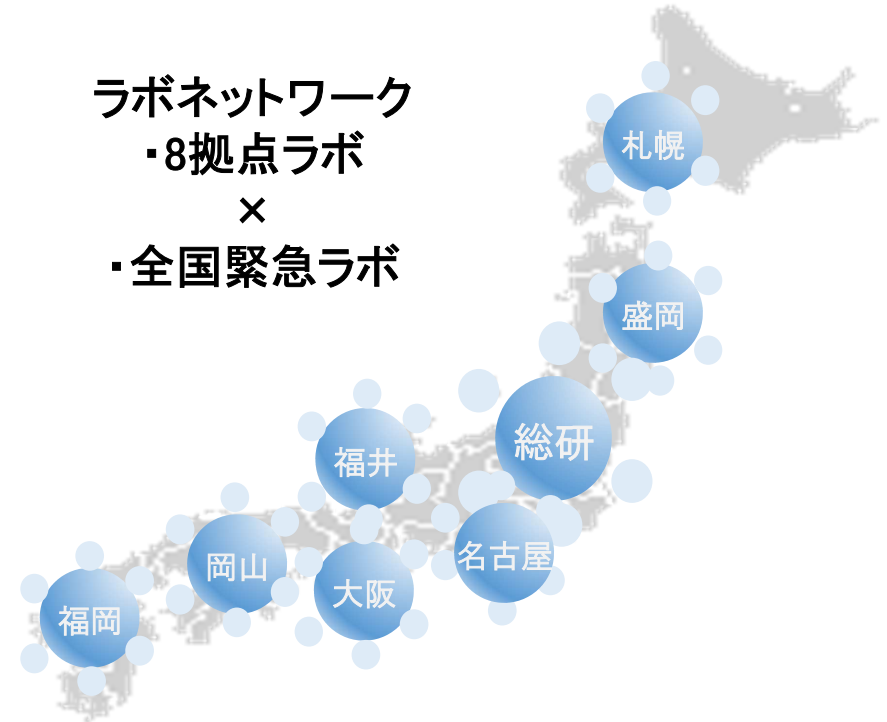 ラボネットワーク
・8拠点ラボ
×
・全国緊急ラボ
札幌
盛岡
総研
福井
名古屋
岡山
大阪
福岡